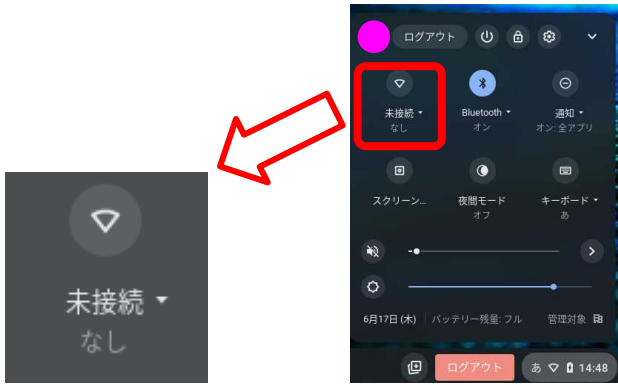 未接続
なし
ログアウト
未接続
なし
Bluetooth
オン
通知
オン: 全アプリ
スクリーン...
夜間モード
オフ
キーボード
あ
6月17日 (木)
バッテリー残量: フル
管理対象
ログアウト
あ
14:48